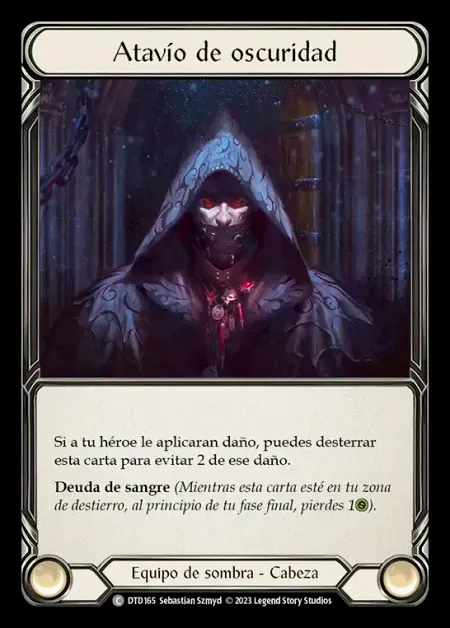 Atavío de oscuridad
Si a tu héroe le aplicaran daño, puedes desterrar
esta carta para evitar 2 de ese daño.
Deuda de sangre (Mientras esta carta esté en tu zona
de destierro, al principio de tu fase final, pierdes 1).
Equipo de sombra - Cabeza
C DTD165 Sebastian Szmyd © 2023 Legend Story Studios